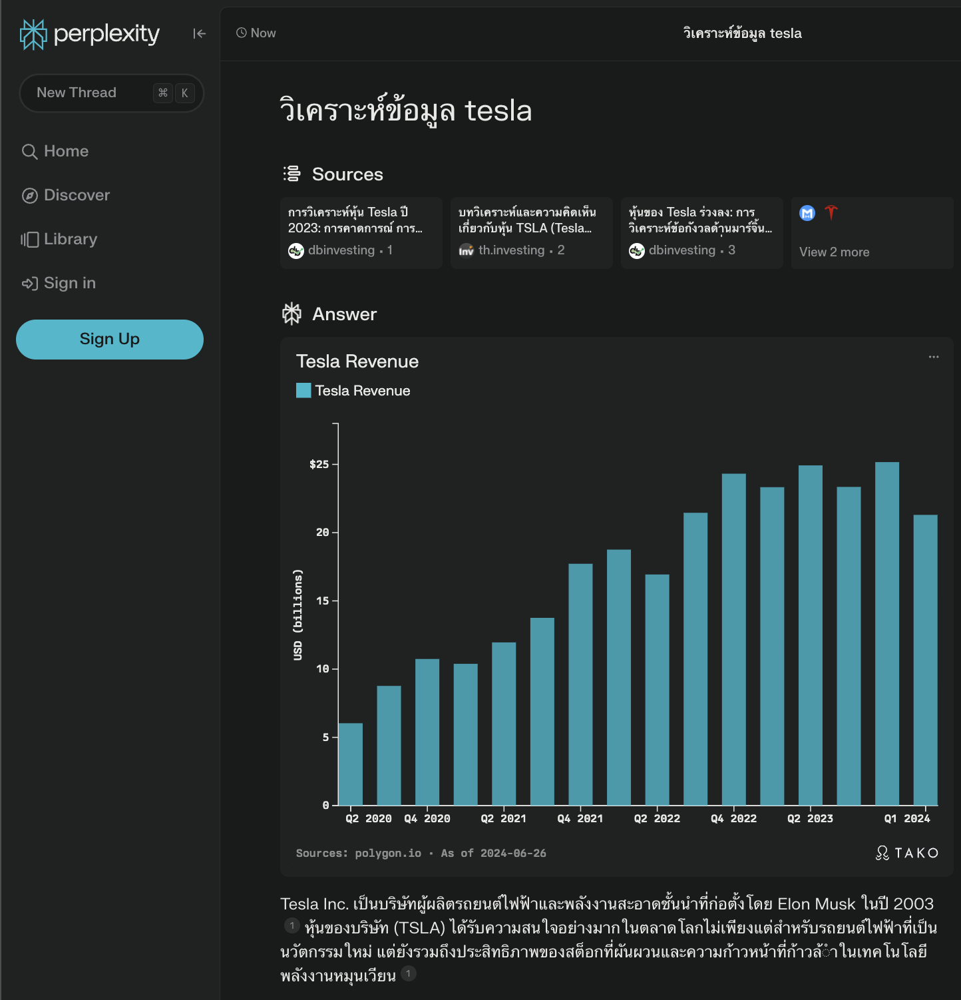 perplexity
New Thread ⌘ K
Home
Discover
Library
Sign in
Sign Up
Now
วิเคราะห์ข้อมูล tesla
วิเคราะห์ข้อมูล tesla
Sources
การวิเคราะห์หุ้น Tesla ปี
2023: การคาดการณ์ การ...
dbinvesting · 1
บทวิเคราะห์และความคิดเห็น
เกี่ยวกับหุ้น TSLA (Tesla...
inv th.investing · 2
หุ้นของ Tesla ร่วงลง: การ
วิเคราะห์ข้อกังวลด้านมาร์จิ้น...
dbinvesting · 3
View 2 more
Answer
Tesla Revenue
Tesla Revenue
USD (billions)
$25
20
15
10
5
0
Q2 2020 Q4 2020 Q2 2021 Q4 2021 Q2 2022 Q4 2022 Q2 2023 Q1 2024
Sources: polygon.io · As of 2024-06-26
TAKO
Tesla Inc. เป็นบริษัทผู้ผลิตรถยนต์ไฟฟ้าและพลังงานสะอาดชั้นนำที่ก่อตั้งโดย Elon Musk ในปี 2003
1 หุ้นของบริษัท (TSLA) ได้รับความสนใจอย่างมากในตลาดโลกไม่เพียงแต่สำหรับรถยนต์ไฟฟ้าที่เป็น
นวัตกรรมใหม่ แต่ยังรวมถึงประสิทธิภาพของสต็อกที่ผันผวนและความก้าวหน้าที่ก้าวล้ำในเทคโนโลยี
พลังงานหมุนเวียน 1